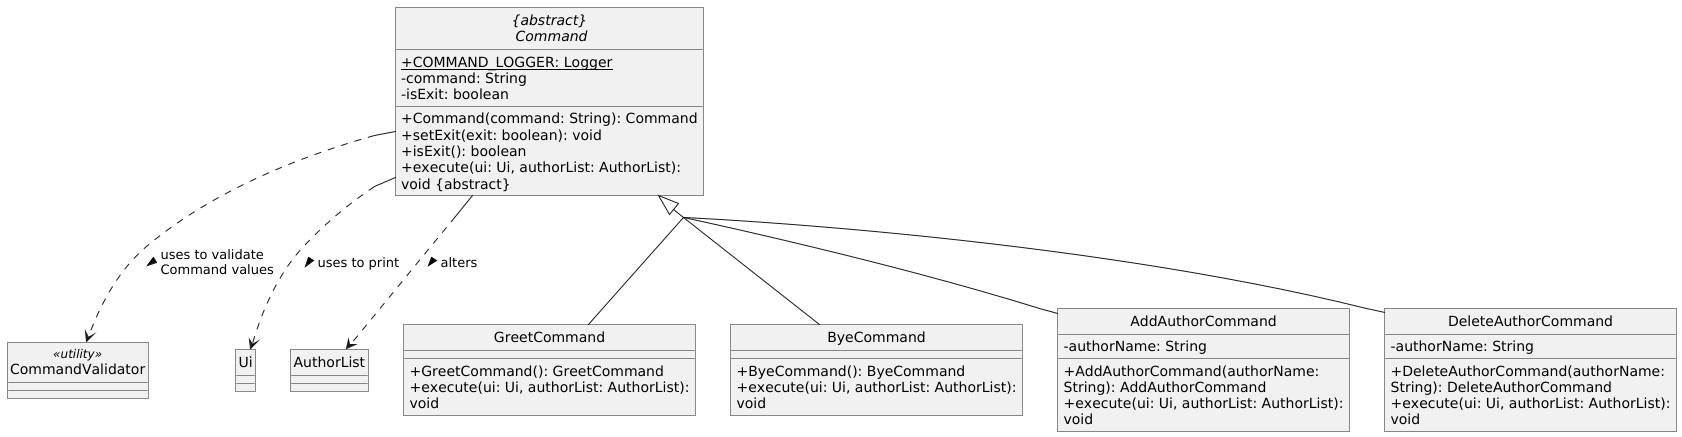 {abstract}
Command
+COMMAND_LOGGER: Logger
-command: String
-isExit: boolean
+Command(command: String): Command
+setExit(exit: boolean): void
+isExit(): boolean
+execute(ui: Ui, authorList: AuthorList):
void {abstract}
uses to validate
Command values
uses to print
alters
«utility»
CommandValidator
Ui
AuthorList
GreetCommand
+GreetCommand(): GreetCommand
+execute(ui: Ui, authorList: AuthorList):
void
ByeCommand
+ByeCommand(): ByeCommand
+execute(ui: Ui, authorList: AuthorList):
void
AddAuthorCommand
-authorName: String
+AddAuthorCommand(authorName:
String): AddAuthorCommand
+execute(ui: Ui, authorList: AuthorList):
void
DeleteAuthorCommand
-authorName: String
+DeleteAuthorCommand(authorName:
String): DeleteAuthorCommand
+execute(ui: Ui, authorList: AuthorList):
void